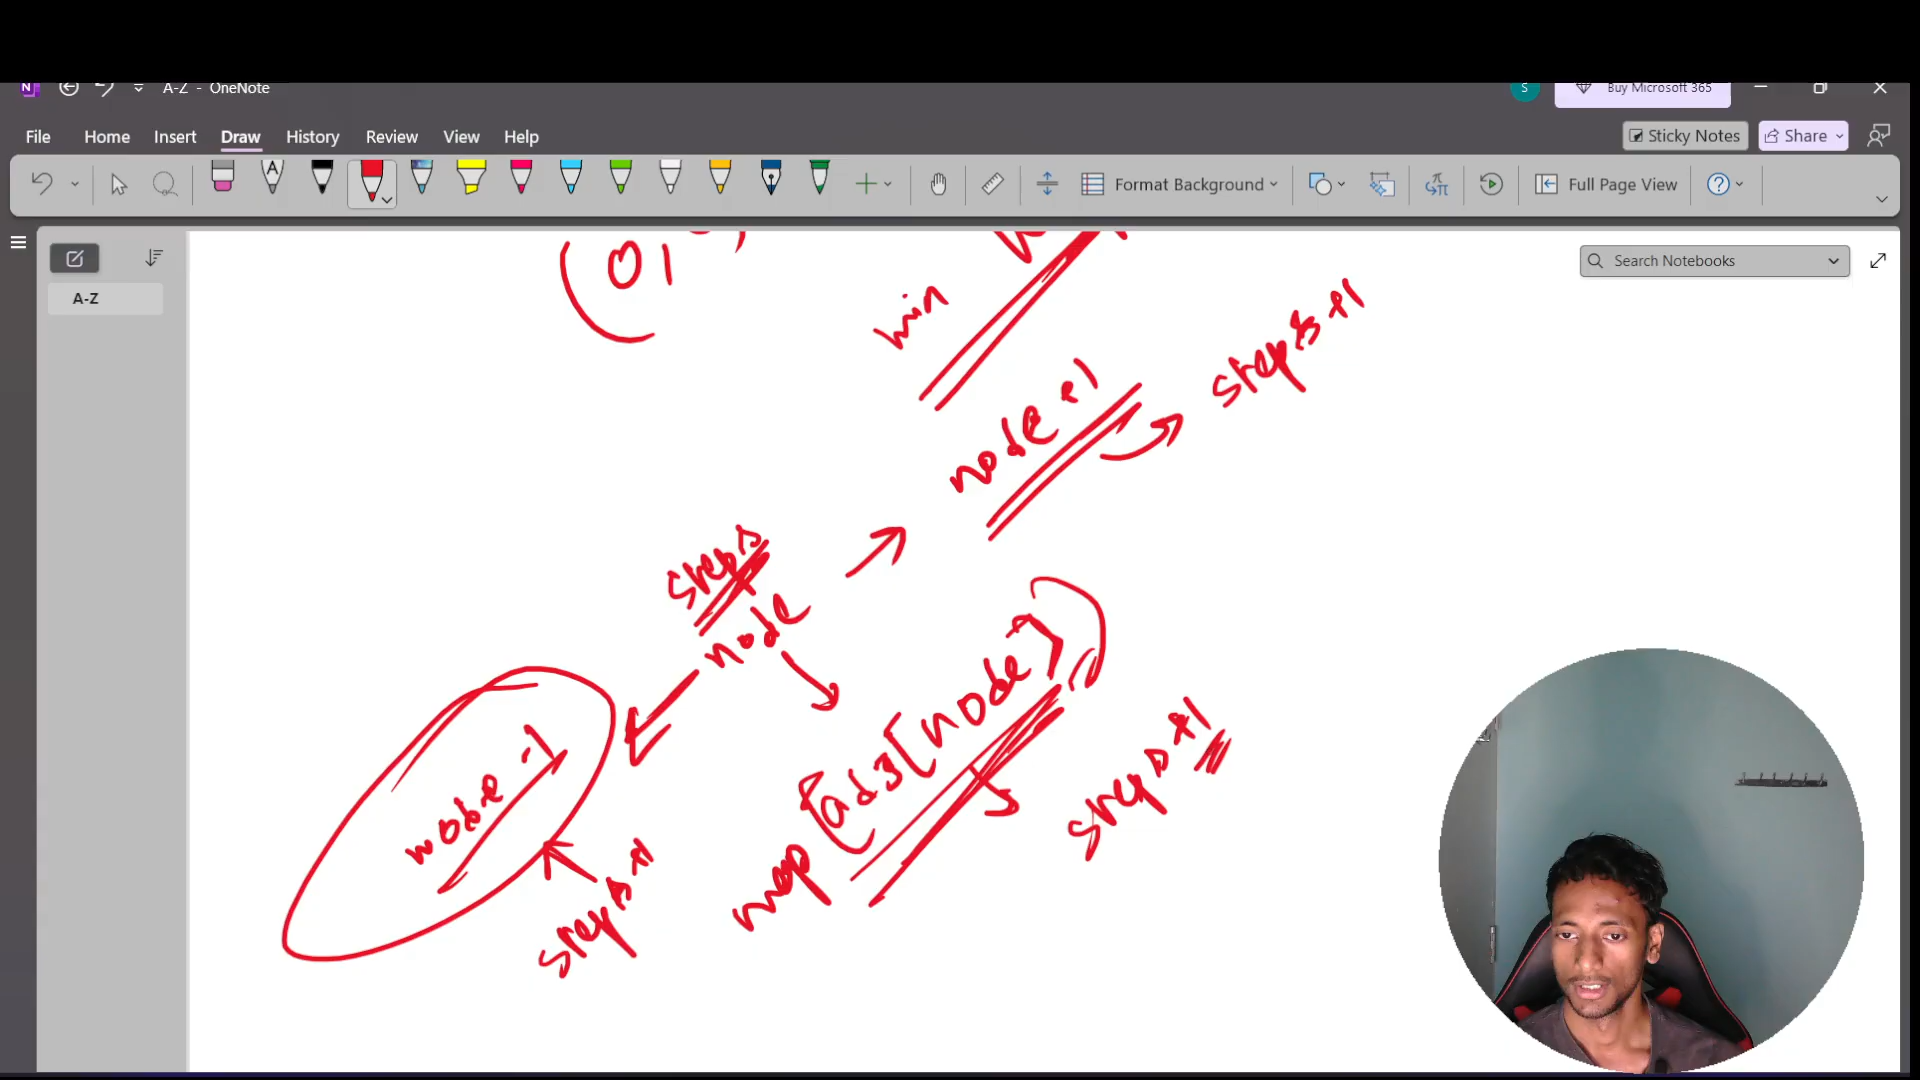 A-Z - OneNote
S
Buy Microsoft 365
File Home Insert Draw History Review View Help
Sticky Notes
Share
Format Background
Full Page View
Search Notebooks
A-Z
(0,1
min
node +1
steps +1
steps
node
node -1
steps +1
map[adj[node]]
steps +1